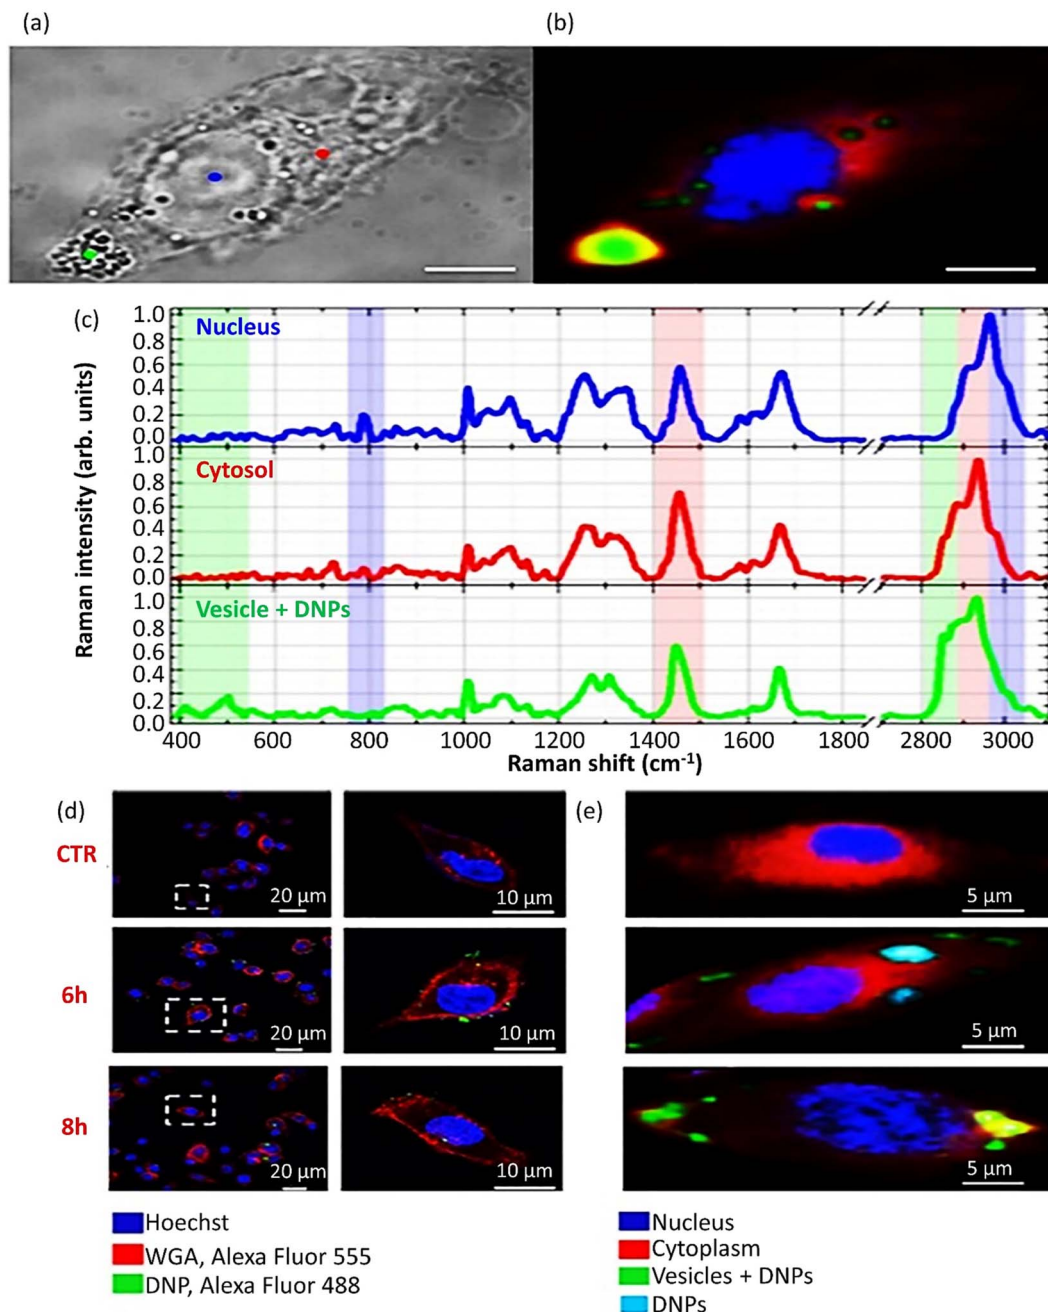 (a)
(b)
(c)
Raman intensity (arb. units)
1.0
0.8
0.6
0.4
0.2
0.0
Nucleus
1.0
0.8
0.6
0.4
0.2
0.0
Cytosol
1.0
0.8
0.6
0.4
0.2
0.0
Vesicle + DNPs
400 600 800 1000 1200 1400 1600 1800 2800 3000
Raman shift (cm⁻¹)
(d)
(e)
CTR
20 µm
10 µm
5 µm
6h
20 µm
10 µm
5 µm
8h
20 µm
10 µm
5 µm
Hoechst
WGA, Alexa Fluor 555
DNP, Alexa Fluor 488
Nucleus
Cytoplasm
Vesicles + DNPs
DNPs